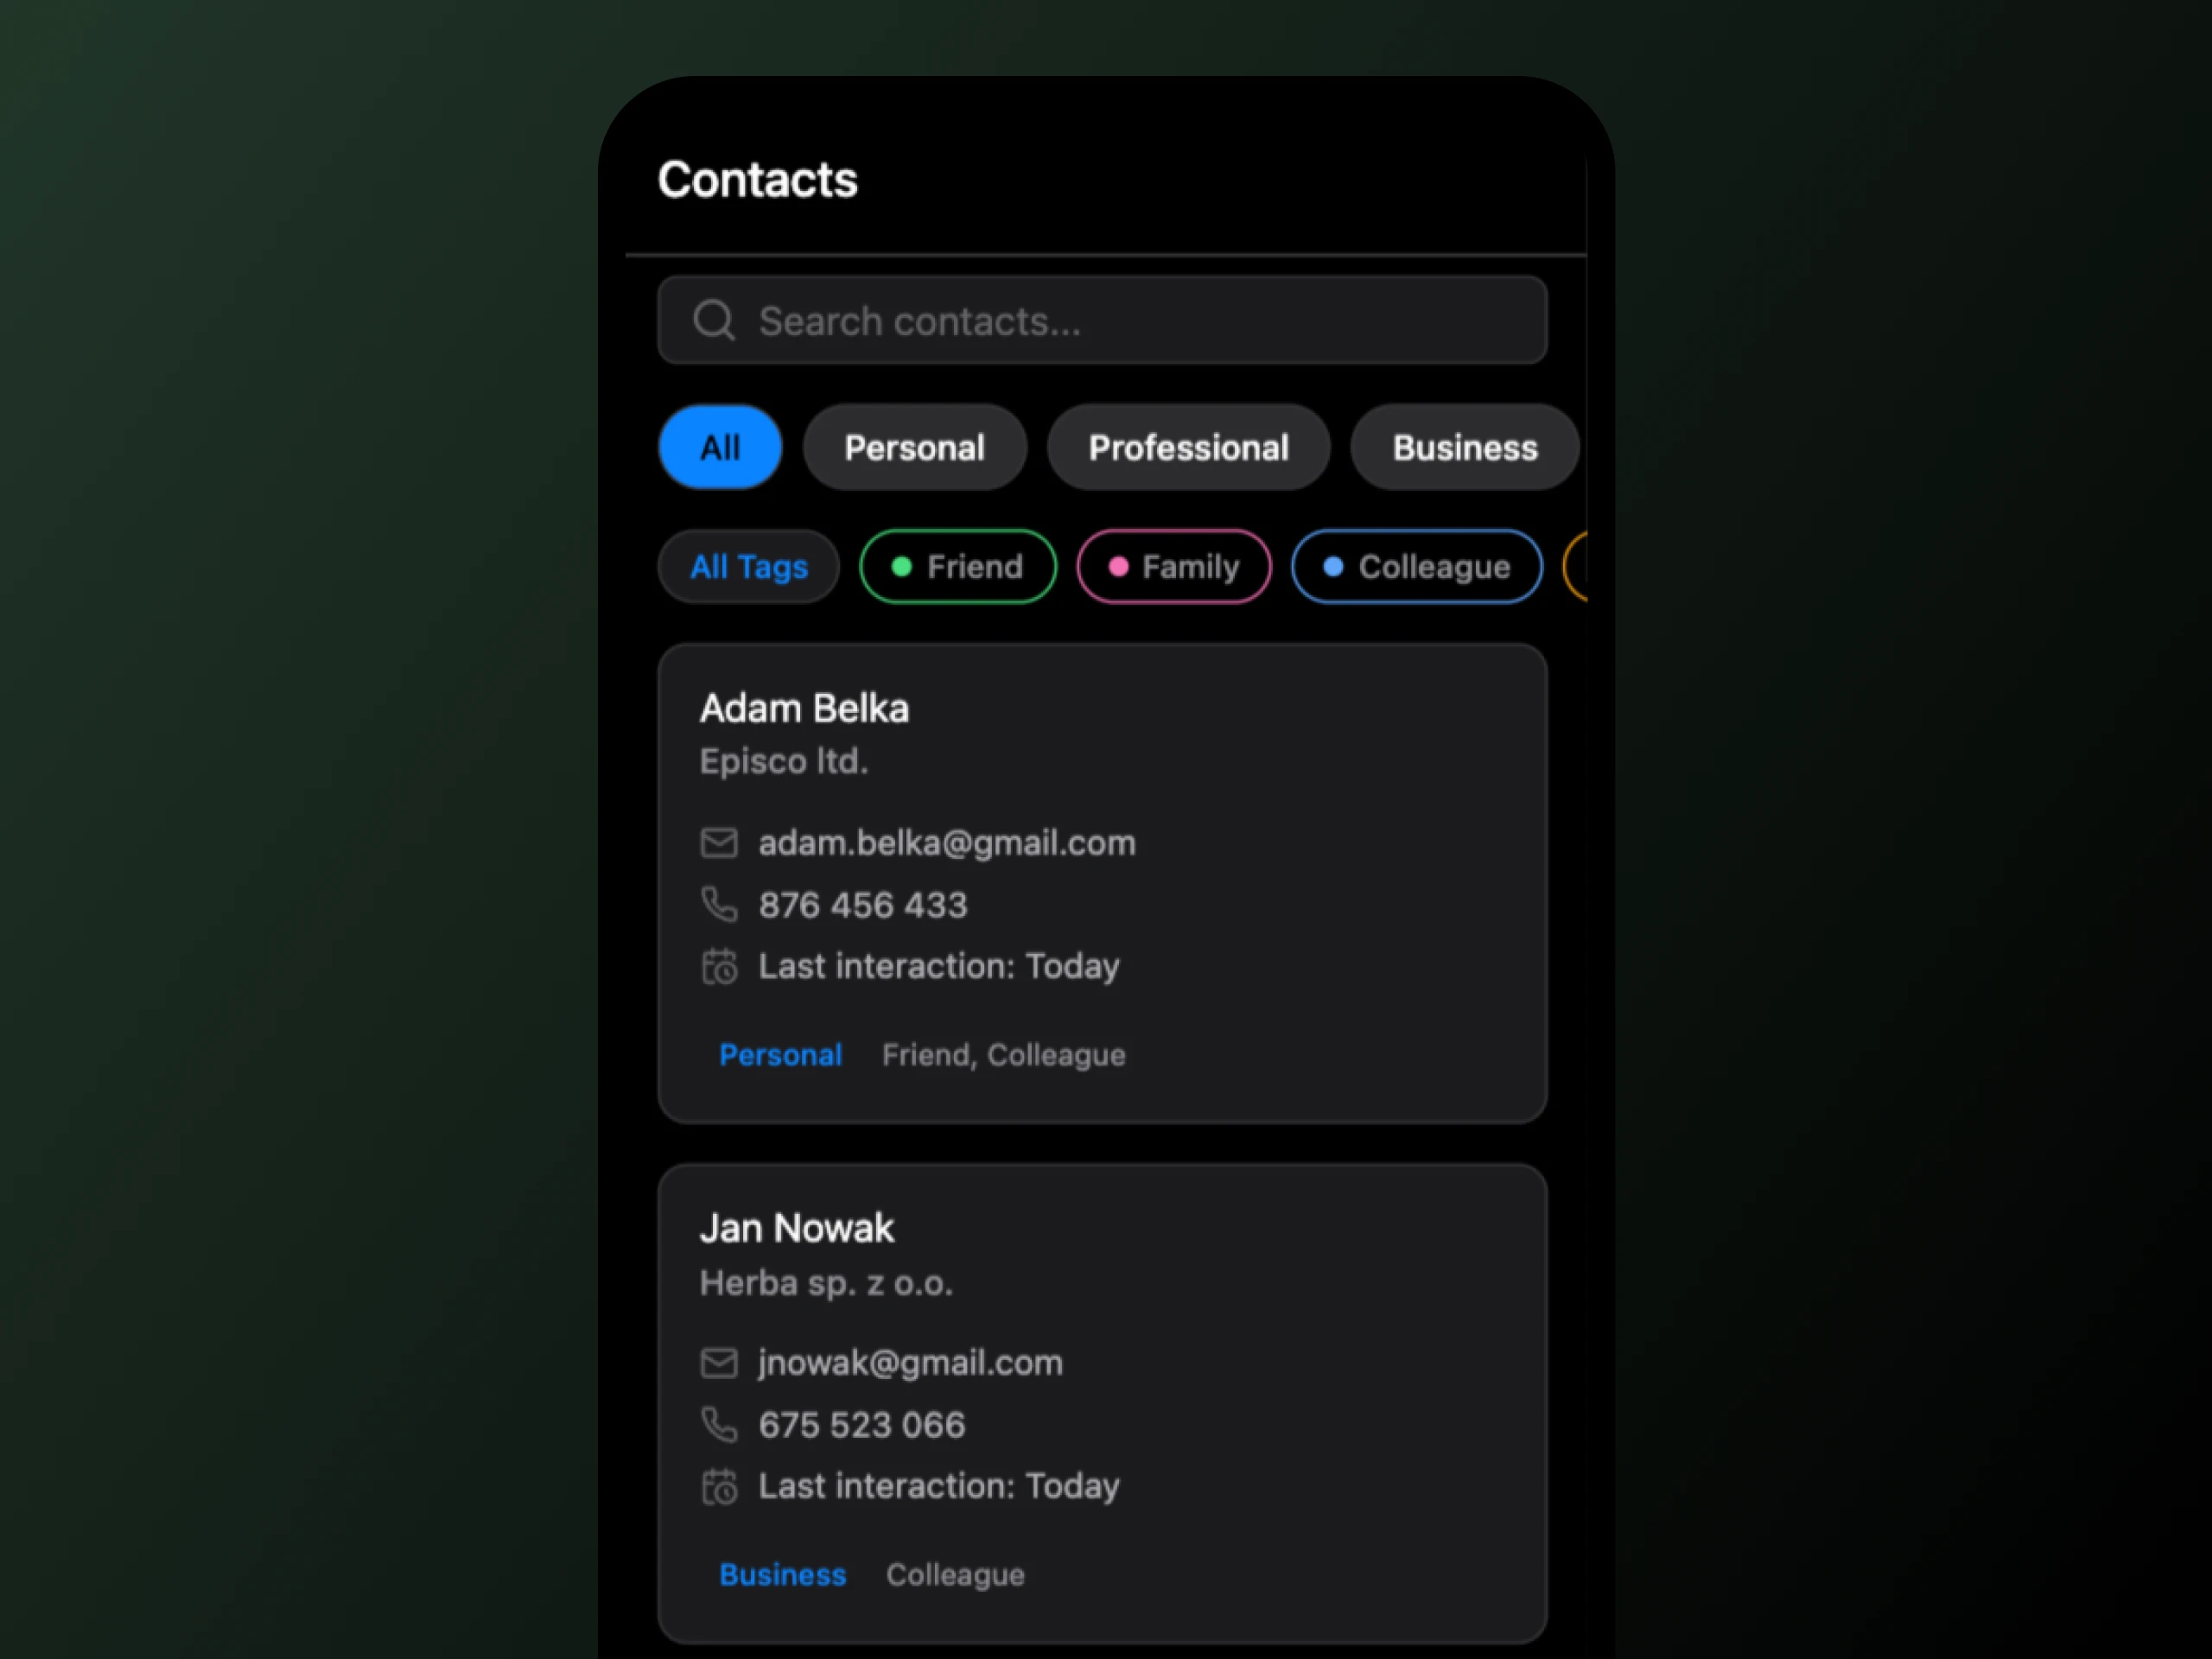 Contacts
Search contacts...
All Personal Professional Business
All Tags Friend Family Colleague
Adam Belka
Episco ltd.
adam.belka@gmail.com
876 456 433
Last interaction: Today
Personal Friend, Colleague
Jan Nowak
Herba sp. z o.o.
jnowak@gmail.com
675 523 066
Last interaction: Today
Business Colleague